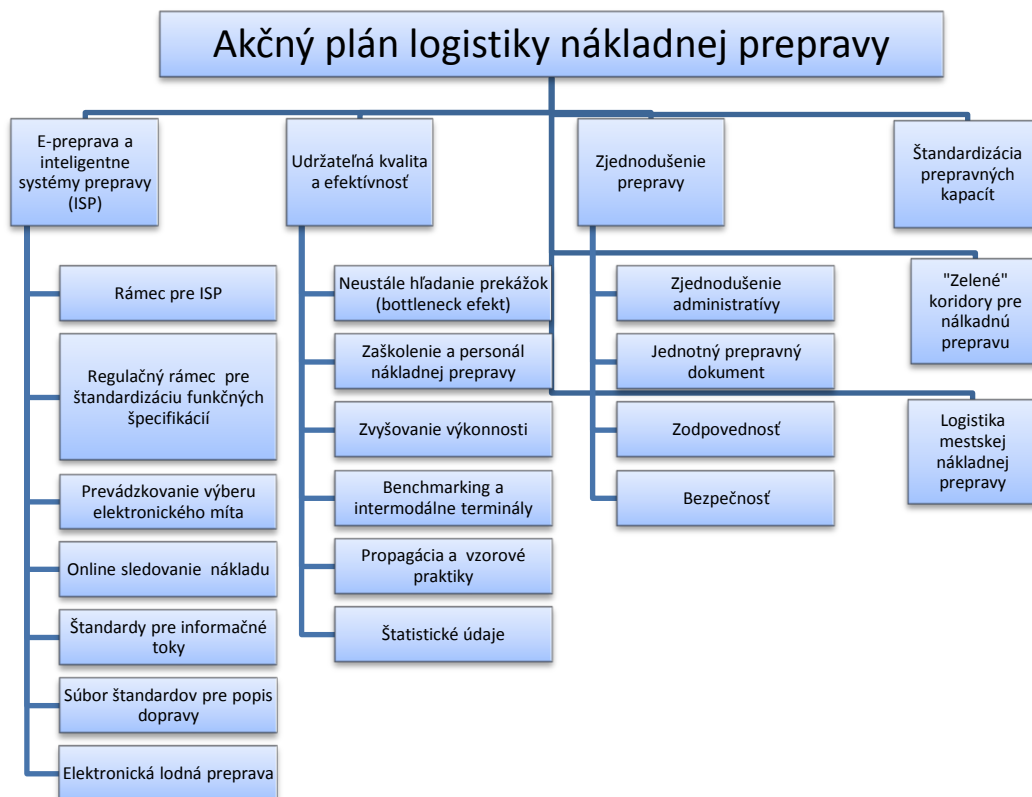 Akčný plán logistiky nákladnej prepravy
E-preprava a
inteligentne
systémy prepravy
(ISP)
Rámec pre ISP
Regulačný rámec pre
štandardizáciu funkčných
špecifikácií
Prevádzkovanie výberu
elektronického míta
Online sledovanie nákladu
Štandardy pre informačné
toky
Súbor štandardov pre popis
dopravy
Elektronická lodná preprava
Udržateľná kvalita
a efektívnosť
Neustále hľadanie prekážok
(bottleneck efekt)
Zaškolenie a personál
nákladnej prepravy
Zvyšovanie výkonnosti
Benchmarking a
intermodálne terminály
Propagácia a vzorové
praktiky
Štatistické údaje
Zjednodušenie
prepravy
Zjednodušenie
administratívy
Jednotný prepravný
dokument
Zodpovednosť
Bezpečnosť
Štandardizácia
prepravných
kapacít
"Zelené"
koridory pre
nálkadnú
prepravu
Logistika
mestskej
nákladnej
prepravy